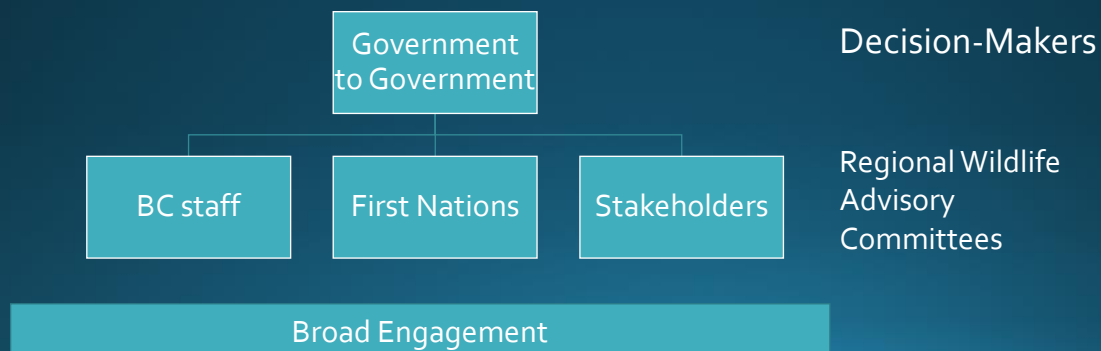 Government
to Government
Decision-Makers
BC staff
First Nations
Stakeholders
Regional Wildlife
Advisory
Committees
Broad Engagement